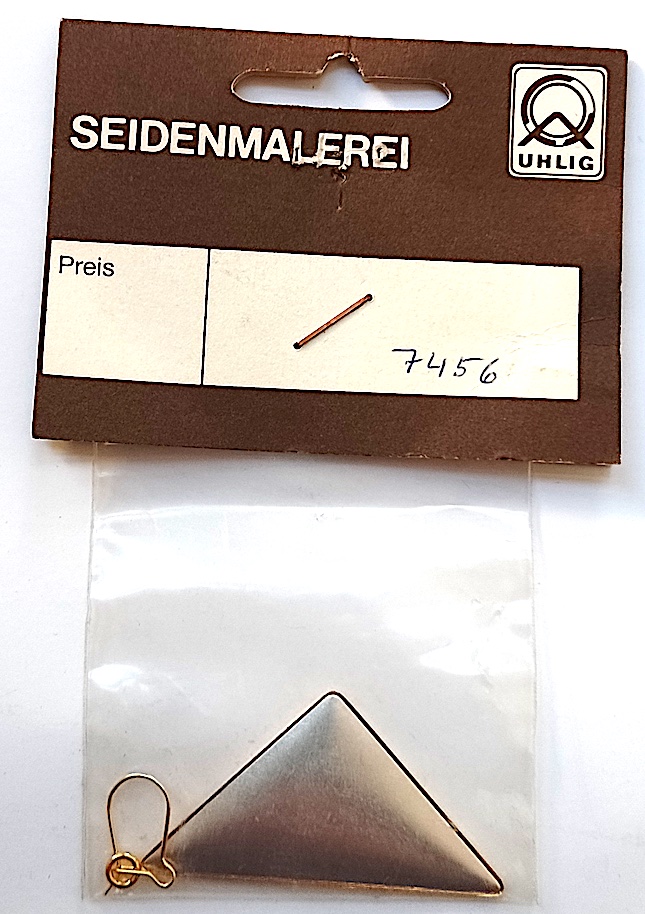 SEIDENMALEREI
UHLIG
Preis
7456